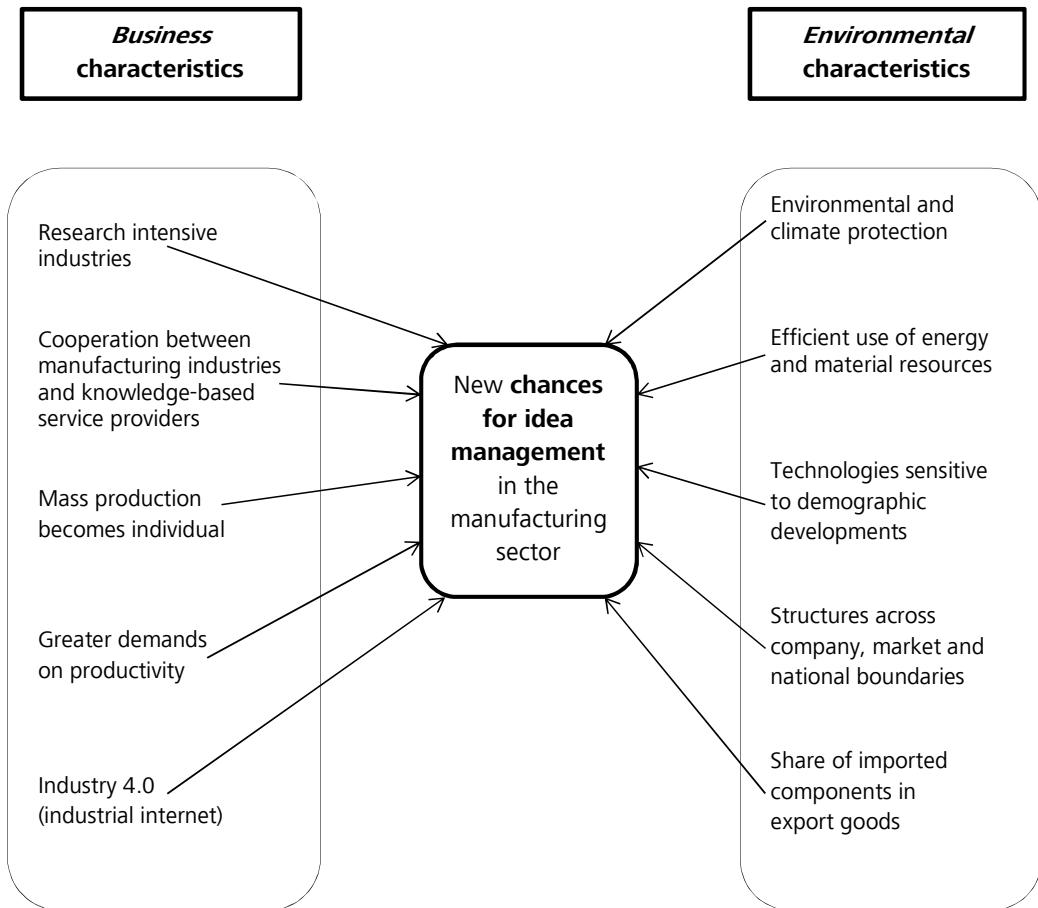 Business
characteristics
Environmental
characteristics
Research intensive
industries
Cooperation between
manufacturing industries
and knowledge-based
service providers
Mass production
becomes individual
Greater demands
on productivity
Industry 4.0
(industrial internet)
New chances
for idea
management
in the
manufacturing
sector
Environmental and
climate protection
Efficient use of energy
and material resources
Technologies sensitive
to demographic
developments
Structures across
company, market and
national boundaries
Share of imported
components in
export goods